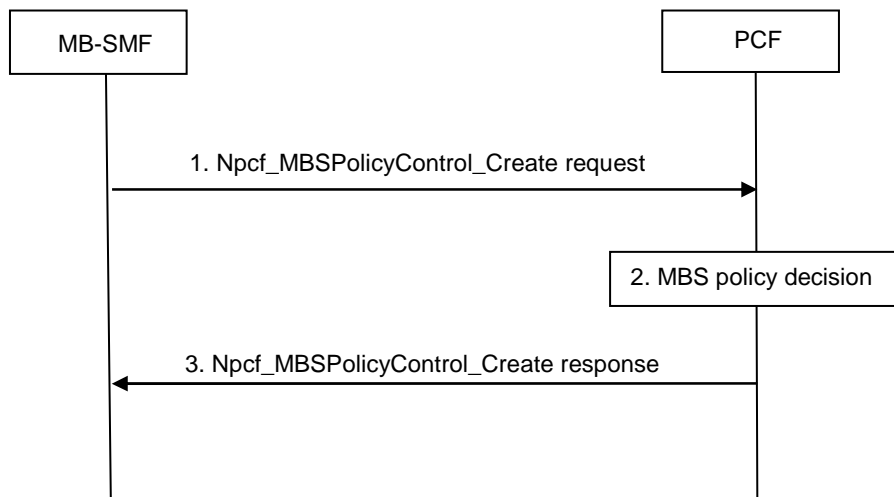 MB-SMF
PCF
1. Npcf_MBSPolicyControl_Create request
2. MBS policy decision
3. Npcf_MBSPolicyControl_Create response